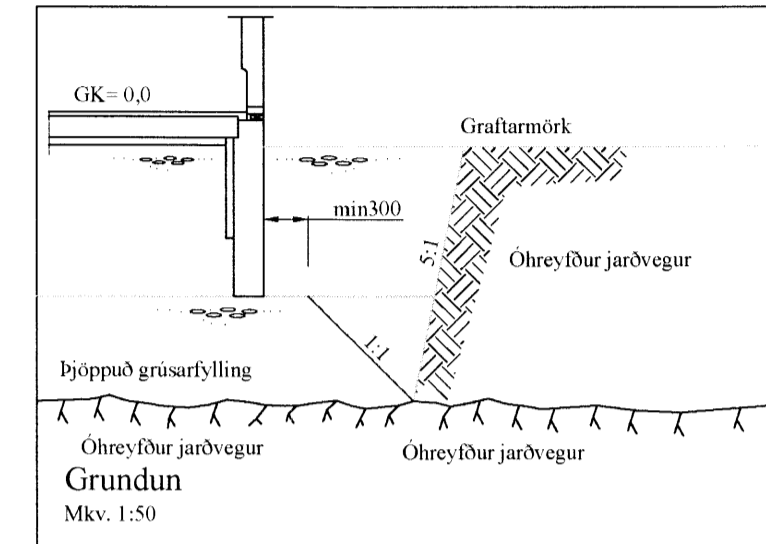 GK= 0,0
Graftarmörk
min300
5:1
Óhreyfður jarðvegur
1:1
Þjöppuð grúsarfylling
Óhreyfður jarðvegur
Óhreyfður jarðvegur
Grundun
Mkv. 1:50